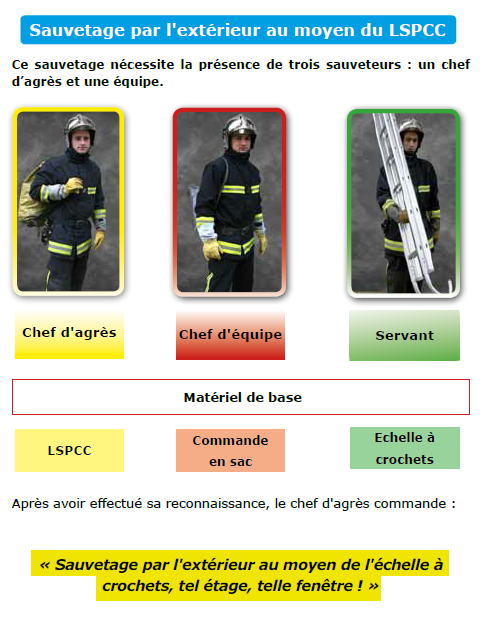 Sauvetage par l'extérieur au moyen du LSPCC
Ce sauvetage nécessite la présence de trois sauveteurs : un chef
d’agrès et une équipe.
Chef d'agrès
Chef d'équipe
Servant
Matériel de base
LSPCC
Commande
en sac
Echelle à
crochets
Après avoir effectué sa reconnaissance, le chef d'agrès commande :
« Sauvetage par l'extérieur au moyen de l'échelle à
crochets, tel étage, telle fenêtre ! »